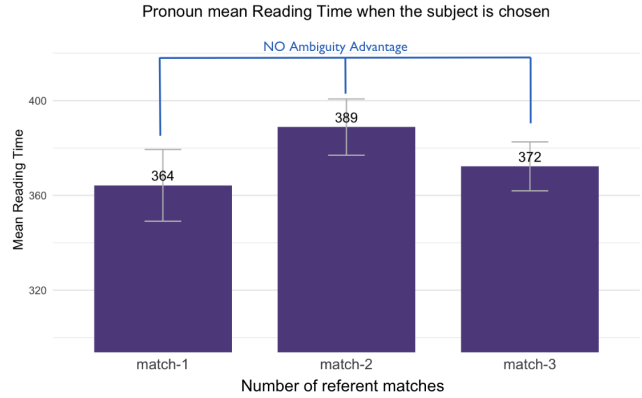 Pronoun mean Reading Time when the subject is chosen
NO Ambiguity Advantage
Mean Reading Time
400
360
320
364
389
372
match-1
match-2
match-3
Number of referent matches